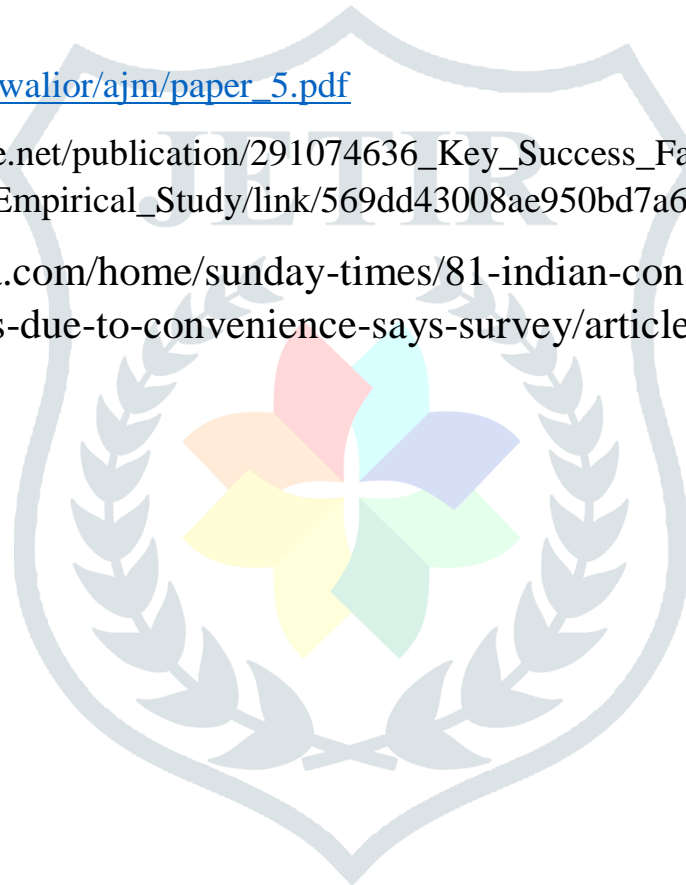 walior/ajm/paper_5.pdf
e.net/publication/291074636_Key_Success_Fa
Empirical_Study/link/569dd43008ae950bd7a6
JETIR
.com/home/sunday-times/81-indian-con
s-due-to-convenience-says-survey/article